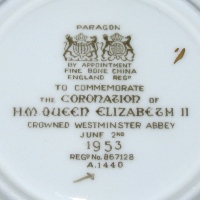 PARAGON
BY APPOINTMENT
FINE BONE CHINA
ENGLAND REGD
TO COMMEMORATE
THE CORONATION OF
H.M. QUEEN ELIZABETH II
CROWNED WESTMINSTER ABBEY
JUNE 2ND
1953
REGD No. 867128
A.1440